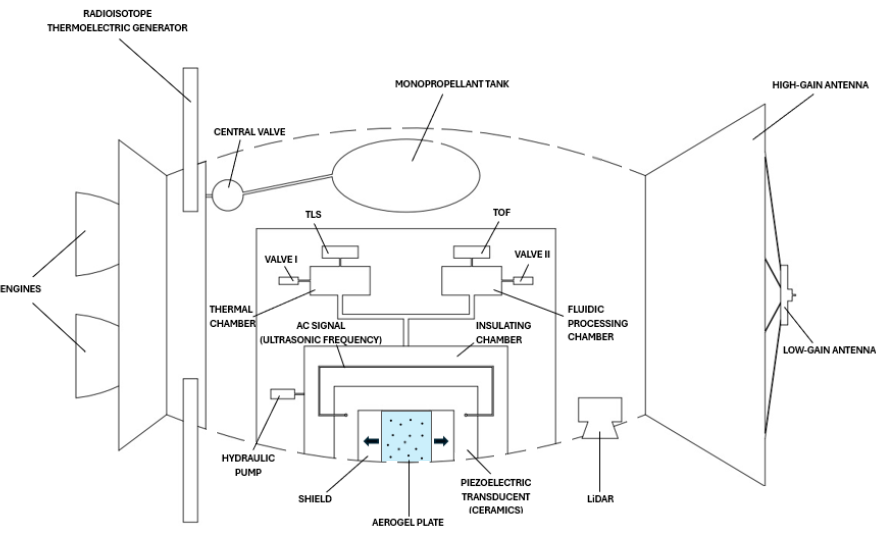 RADIOISOTOPE
THERMOELECTRIC GENERATOR
MONOPROPELLANT TANK
HIGH-GAIN ANTENNA
CENTRAL VALVE
TLS
TOF
VALVE I
VALVE II
ENGINES
THERMAL
CHAMBER
FLUIDIC
PROCESSING
CHAMBER
AC SIGNAL
(ULTRASONIC FREQUENCY)
INSULATING
CHAMBER
LOW-GAIN ANTENNA
HYDRAULIC
PUMP
SHIELD
PIEZOELECTRIC
TRANSDUCENT
(CERAMICS)
LiDAR
AEROGEL PLATE